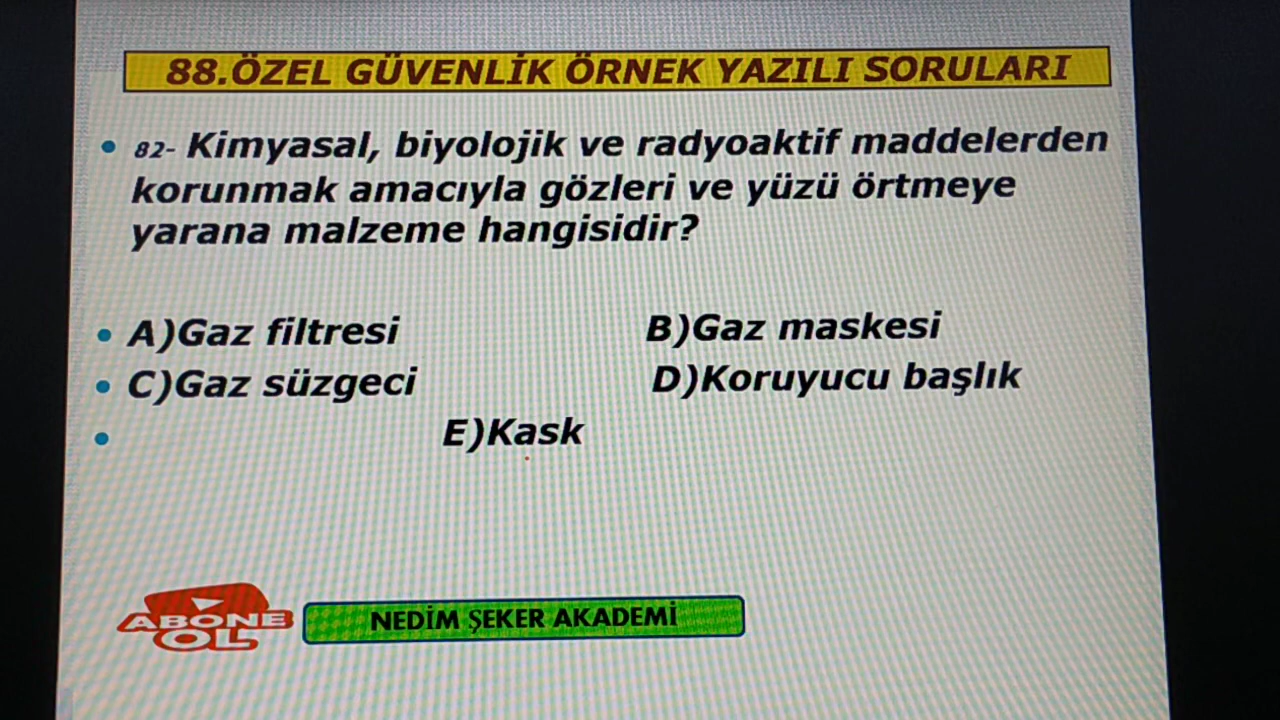 88.ÖZEL GÜVENLİK ÖRNEK YAZILI SORULARI
82- Kimyasal, biyolojik ve radyoaktif maddelerden
korunmak amacıyla gözleri ve yüzü örtmeye
yarana malzeme hangisidir?
A)Gaz filtresi B)Gaz maskesi
C)Gaz süzgeci D)Koruyucu başlık
E)Kask
ABONE
OL
NEDİM ŞEKER AKADEMİ